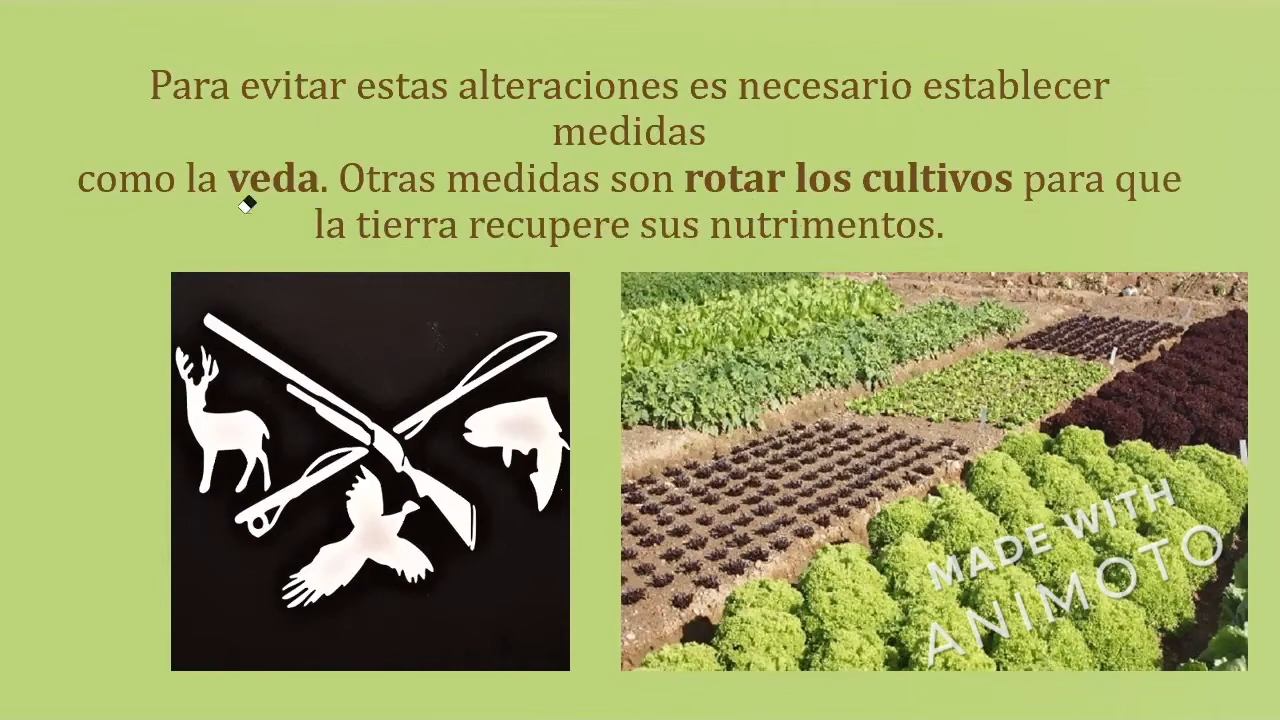 Para evitar estas alteraciones es necesario establecer
medidas
como la veda. Otras medidas son rotar los cultivos para que
la tierra recupere sus nutrimentos.
MADE WITH
ANIMOTO